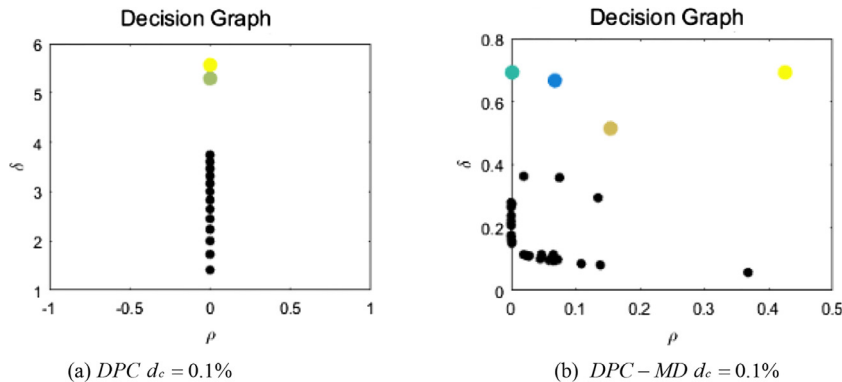 Decision Graph
6
5
4
3
2
1
δ
-1
-0.5
0
0.5
1
ρ
(a) DPC dc = 0.1%
Decision Graph
0.8
0.6
0.4
0.2
0
δ
0
0.1
0.2
0.3
0.4
0.5
ρ
(b) DPC − MD dc = 0.1%